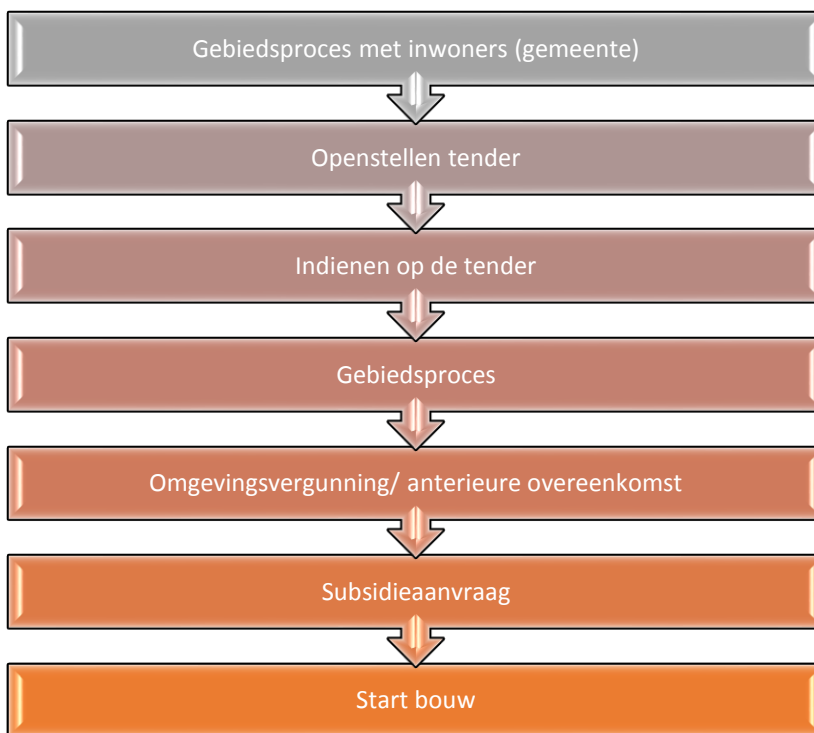 Gebiedsproces met inwoners (gemeente)
Openstellen tender
Indienen op de tender
Gebiedsproces
Omgevingsvergunning/ anterieure overeenkomst
Subsidieaanvraag
Start bouw